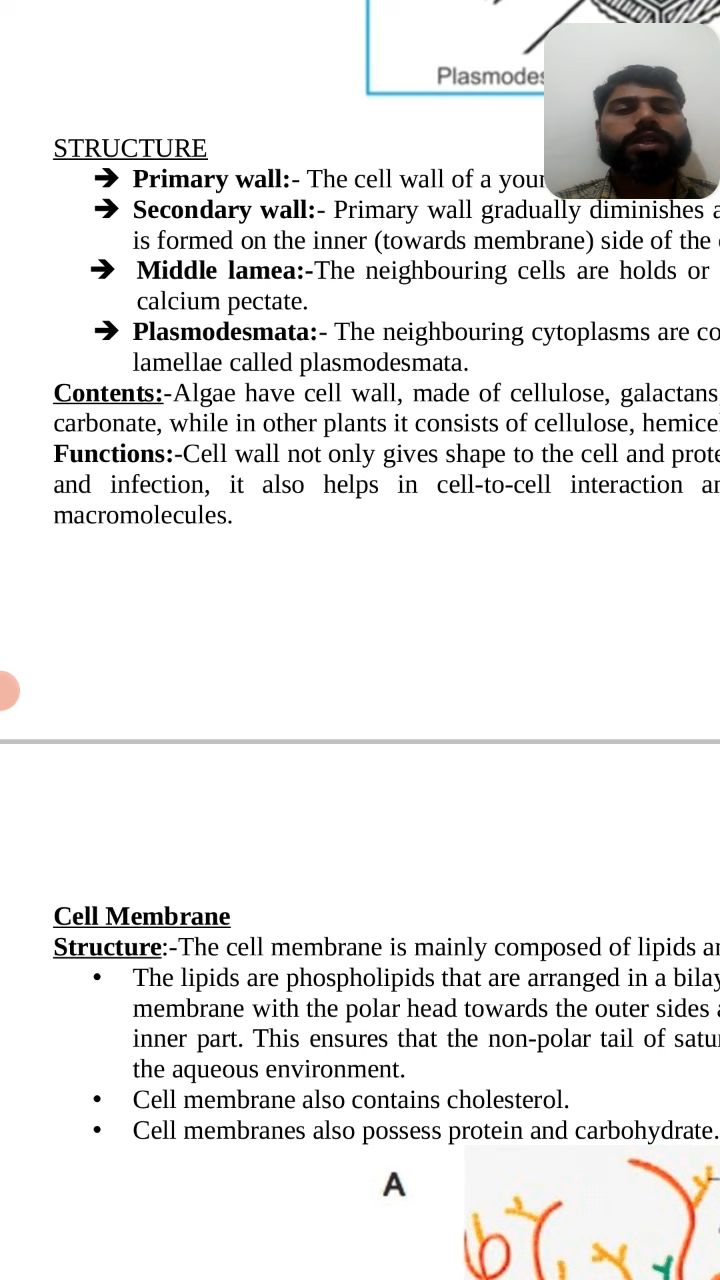 Plasmodes
STRUCTURE
➔ Primary wall:- The cell wall of a your
➔ Secondary wall:- Primary wall gradually diminishes a
is formed on the inner (towards membrane) side of the
➔ Middle lamea:-The neighbouring cells are holds or
calcium pectate.
➔ Plasmodesmata:- The neighbouring cytoplasms are co
lamellae called plasmodesmata.
Contents:-Algae have cell wall, made of cellulose, galactans,
carbonate, while in other plants it consists of cellulose, hemice
Functions:-Cell wall not only gives shape to the cell and prote
and infection, it also helps in cell-to-cell interaction an
macromolecules.
Cell Membrane
Structure:-The cell membrane is mainly composed of lipids an
• The lipids are phospholipids that are arranged in a bilay
membrane with the polar head towards the outer sides a
inner part. This ensures that the non-polar tail of satu
the aqueous environment.
• Cell membrane also contains cholesterol.
• Cell membranes also possess protein and carbohydrate.
A